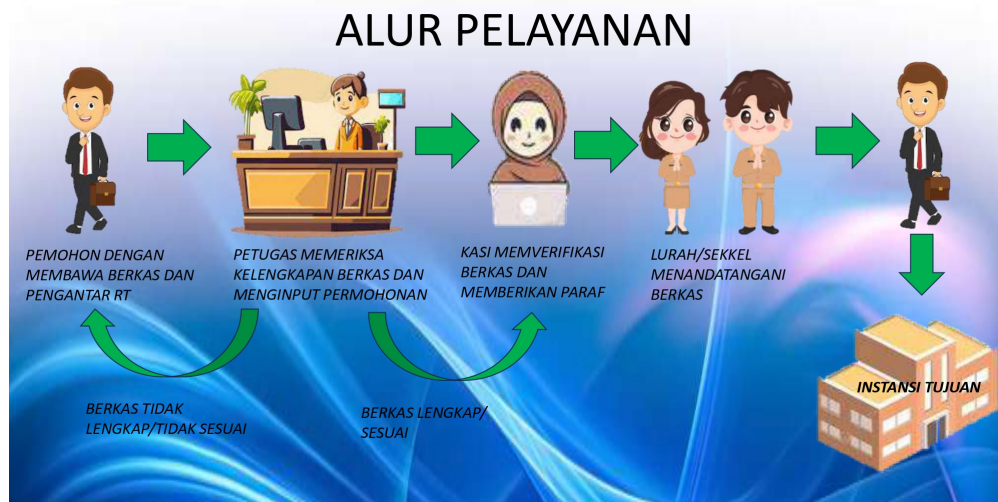 ALUR PELAYANAN
PEMOHON DENGAN
MEMBAWA BERKAS DAN
PENGANTAR RT
PETUGAS MEMERIKSA
KELENGKAPAN BERKAS DAN
MENGINPUT PERMOHONAN
KASI MEMVERIFIKASI
BERKAS DAN
MEMBERIKAN PARAF
LURAH/SEKKEL
MENANDATANGANI
BERKAS
BERKAS TIDAK
LENGKAP/TIDAK SESUAI
BERKAS LENGKAP/
SESUAI
INSTANSI TUJUAN